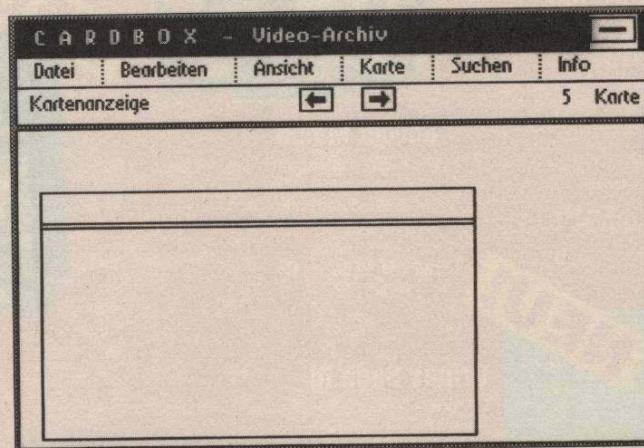 CARDBOX - Video-Archiv
Datei Bearbeiten Ansicht Karte Suchen Info
Kartenanzeige 5 Karte